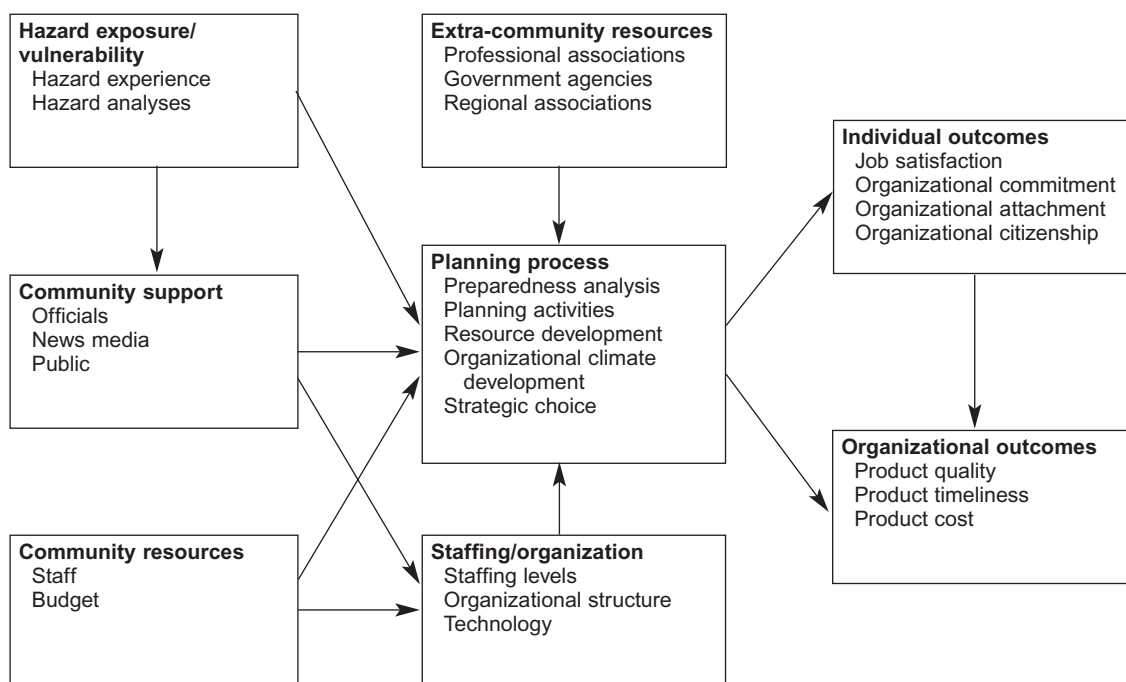 Hazard exposure/
vulnerability
Hazard experience
Hazard analyses
Extra-community resources
Professional associations
Government agencies
Regional associations
Individual outcomes
Job satisfaction
Organizational commitment
Organizational attachment
Organizational citizenship
Community support
Officials
News media
Public
Planning process
Preparedness analysis
Planning activities
Resource development
Organizational climate
development
Strategic choice
Organizational outcomes
Product quality
Product timeliness
Product cost
Community resources
Staff
Budget
Staffing/organization
Staffing levels
Organizational structure
Technology